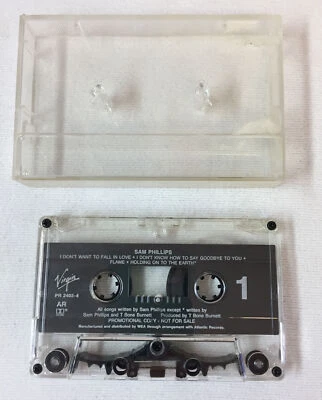 SAM PHILLIPS
I DON'T WANT TO FALL IN LOVE • I DON'T KNOW HOW TO SAY GOODBYE TO YOU •
FLAME • HOLDING ON TO THE EARTH*
1
Virgin
PR 2403-4
AR
All songs written by Sam Phillips except * written by
Sam Phillips and T Bone Burnett Produced by T Bone Burnett
PROMOTIONAL COPY - NOT FOR SALE
Manufactured and distributed by WEA through arrangement with Atlantic Records.